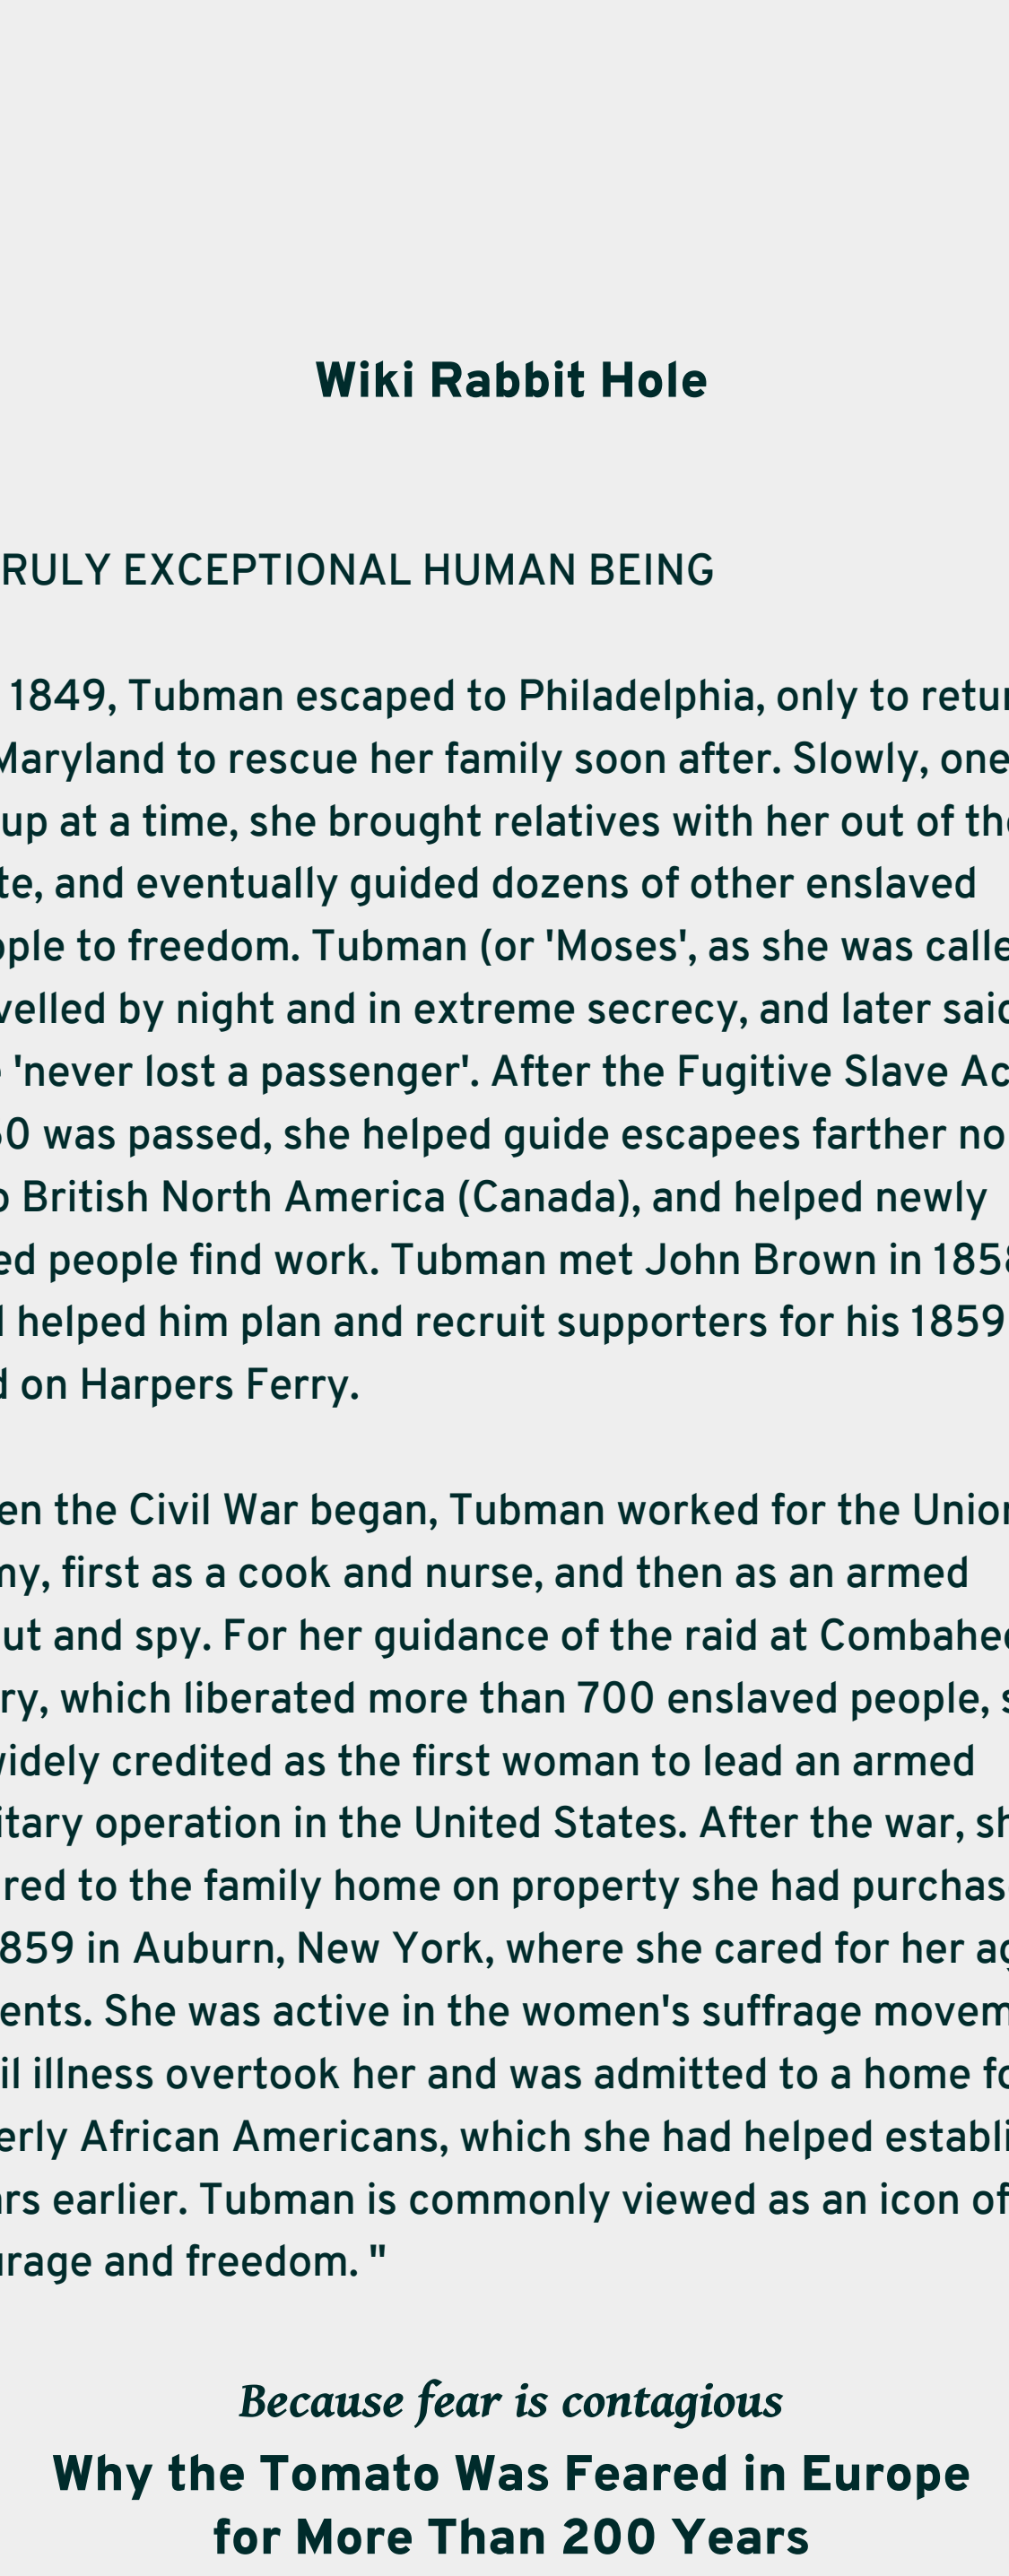 Wiki Rabbit Hole
RULY EXCEPTIONAL HUMAN BEING
1849, Tubman escaped to Philadelphia, only to retur
Maryland to rescue her family soon after. Slowly, one
up at a time, she brought relatives with her out of the
te, and eventually guided dozens of other enslaved
ople to freedom. Tubman (or 'Moses', as she was calle
velled by night and in extreme secrecy, and later said
'never lost a passenger'. After the Fugitive Slave Ac
50 was passed, she helped guide escapees farther no
o British North America (Canada), and helped newly
ed people find work. Tubman met John Brown in 1858
d helped him plan and recruit supporters for his 1859
d on Harpers Ferry.
en the Civil War began, Tubman worked for the Union
my, first as a cook and nurse, and then as an armed
ut and spy. For her guidance of the raid at Combahee
ry, which liberated more than 700 enslaved people, s
widely credited as the first woman to lead an armed
itary operation in the United States. After the war, sh
red to the family home on property she had purchas
859 in Auburn, New York, where she cared for her ag
ents. She was active in the women's suffrage movem
il illness overtook her and was admitted to a home fo
erly African Americans, which she had helped establi
ars earlier. Tubman is commonly viewed as an icon of
urage and freedom. "
Because fear is contagious
Why the Tomato Was Feared in Europe
for More Than 200 Years